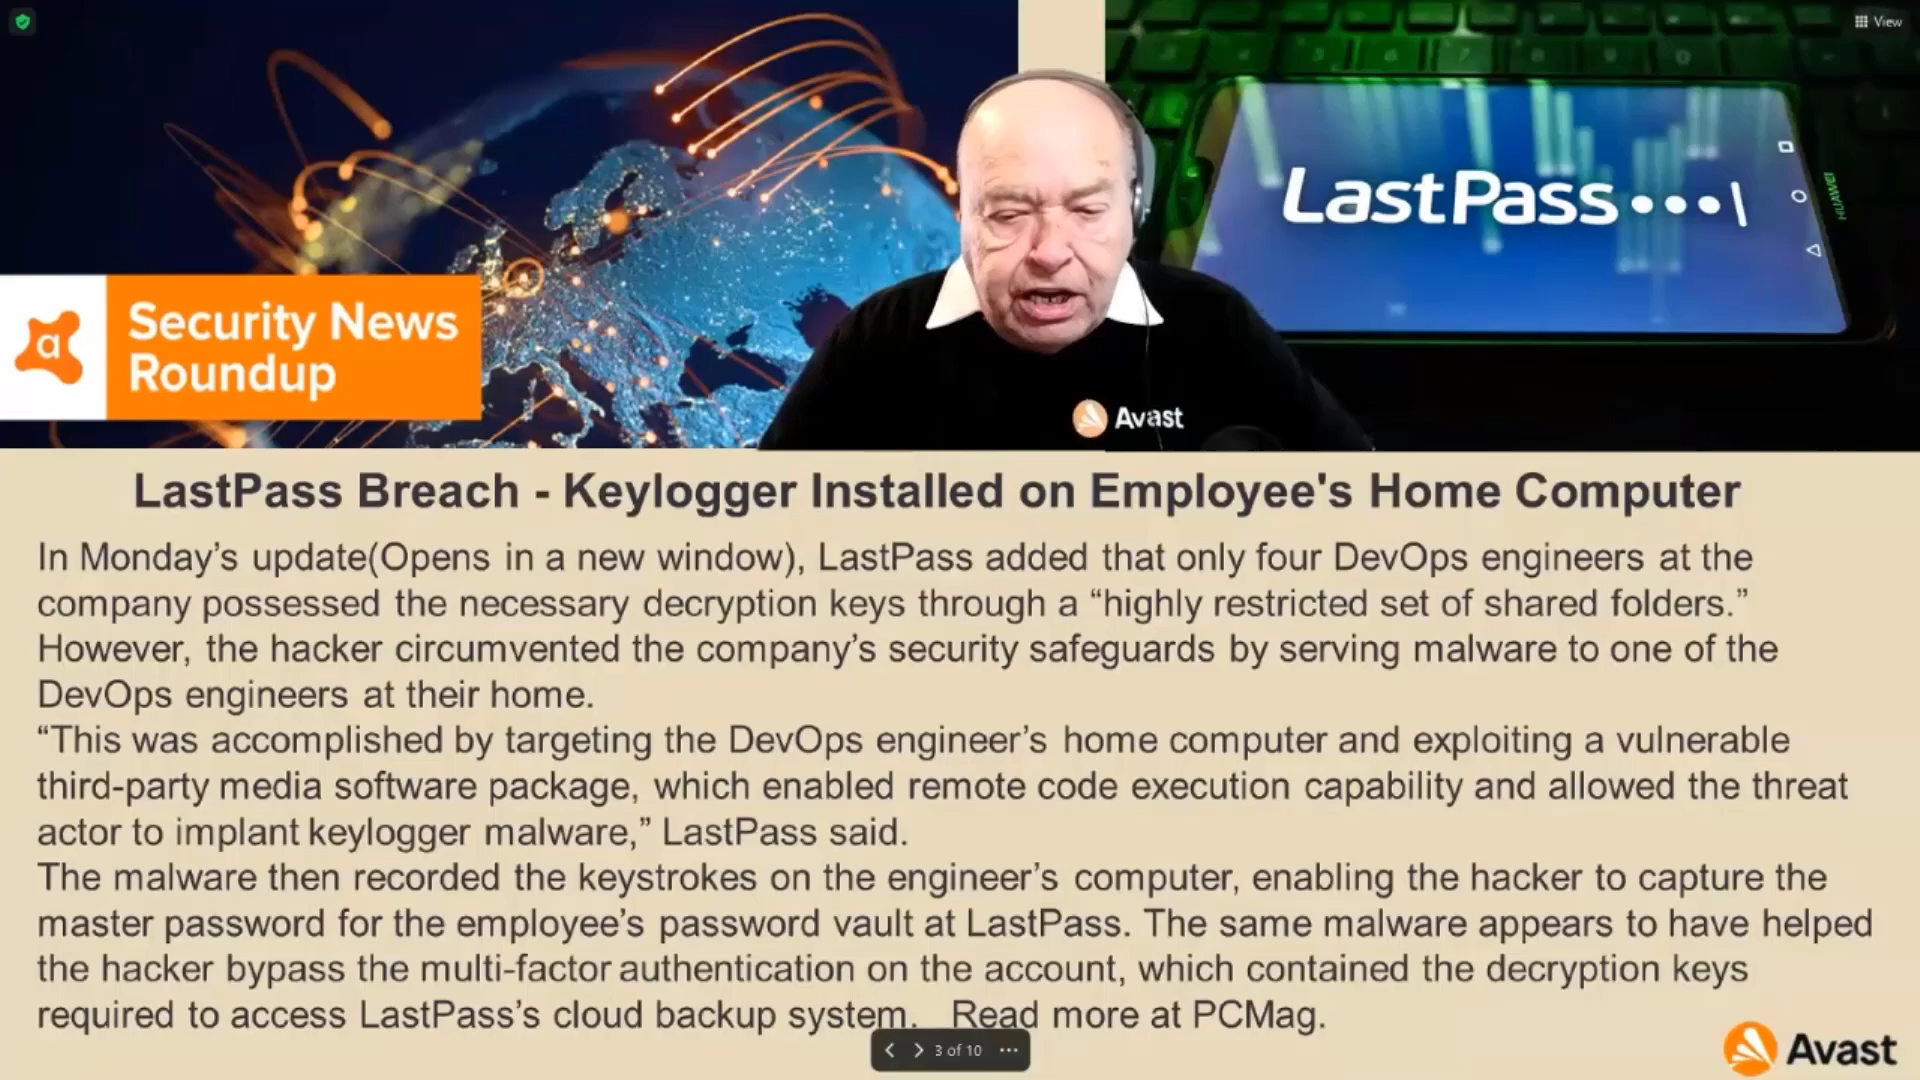 View
LastPass•••|
HUAWEI
a
Security News
Roundup
Avast
LastPass Breach - Keylogger Installed on Employee's Home Computer
In Monday’s update(Opens in a new window), LastPass added that only four DevOps engineers at the
company possessed the necessary decryption keys through a “highly restricted set of shared folders.”
However, the hacker circumvented the company’s security safeguards by serving malware to one of the
DevOps engineers at their home.
“This was accomplished by targeting the DevOps engineer’s home computer and exploiting a vulnerable
third-party media software package, which enabled remote code execution capability and allowed the threat
actor to implant keylogger malware,” LastPass said.
The malware then recorded the keystrokes on the engineer’s computer, enabling the hacker to capture the
master password for the employee’s password vault at LastPass. The same malware appears to have helped
the hacker bypass the multi-factor authentication on the account, which contained the decryption keys
required to access LastPass’s cloud backup system. Read more at PCMag.
3 of 10
Avast